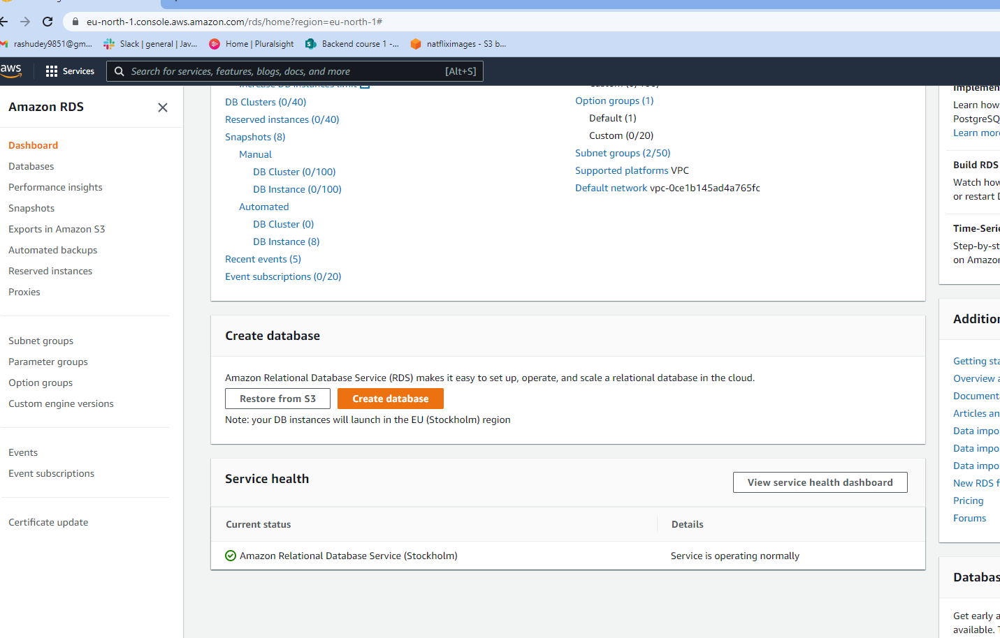 eu-north-1.console.aws.amazon.com/rds/home?region=eu-north-1#
rashudey9851@gm...
Slack | general | Jav...
Home | Pluralsight
Backend course 1 -...
natfliximages - S3 b...
aws
Services
Search for services, features, blogs, docs, and more
[Alt+S]
Amazon RDS
Dashboard
Databases
Performance insights
Snapshots
Exports in Amazon S3
Automated backups
Reserved instances
Proxies
Subnet groups
Parameter groups
Option groups
Custom engine versions
Events
Event subscriptions
Certificate update
Increase DB instances limit
DB Clusters (0/40)
Reserved instances (0/40)
Snapshots (8)
Manual
DB Cluster (0/100)
DB Instance (0/100)
Automated
DB Cluster (0)
DB Instance (8)
Recent events (5)
Event subscriptions (0/20)
Custom (0/100)
Option groups (1)
Default (1)
Custom (0/20)
Subnet groups (2/50)
Supported platforms VPC
Default network vpc-0ce1b145ad4a765fc
Create database
Amazon Relational Database Service (RDS) makes it easy to set up, operate, and scale a relational database in the cloud.
Restore from S3
Create database
Note: your DB instances will launch in the EU (Stockholm) region
Service health
View service health dashboard
Current status
Details
Amazon Relational Database Service (Stockholm)
Service is operating normally
Implemen
Learn how
PostgreSQ
Learn mor
Build RDS
Watch how
or restart D
Time-Serie
Step-by-st
on Amazon
Addition
Getting sta
Overview a
Documenta
Articles an
Data impo
Data impo
Data impo
New RDS f
Pricing
Forums
Databas
Get early a
available. T